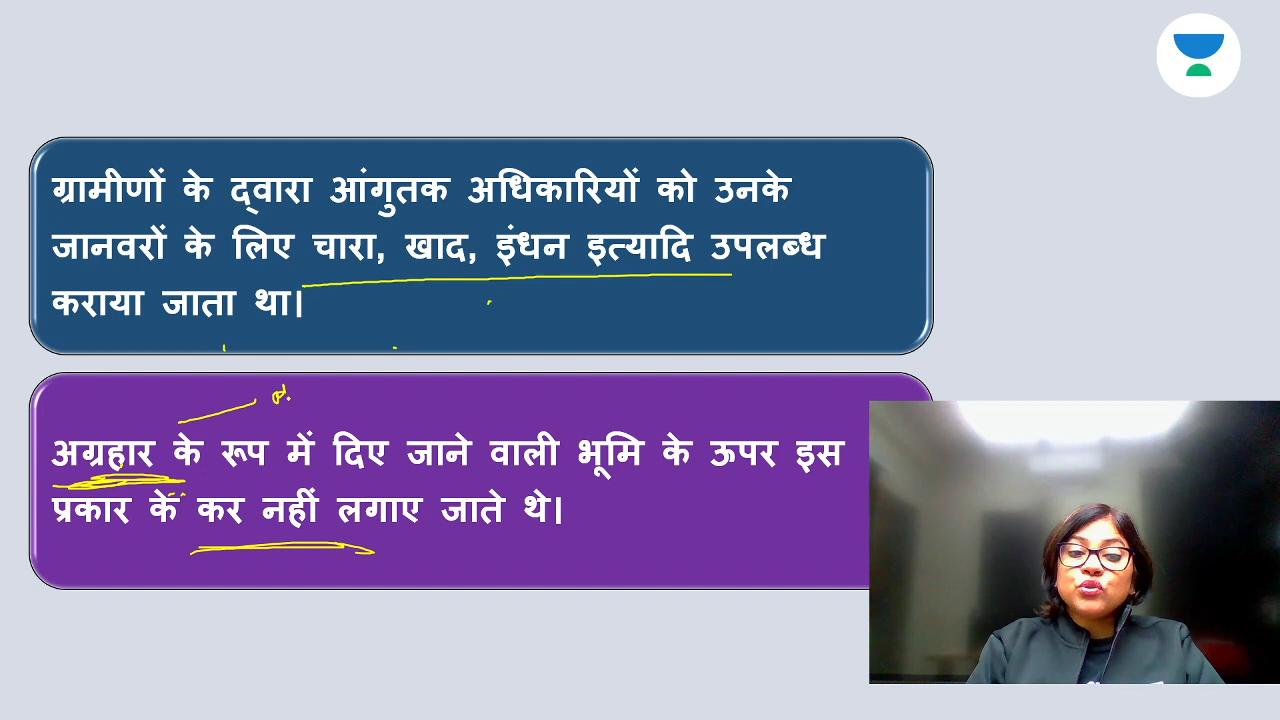 ग्रामीणों के द्वारा आंगुतक अधिकारियों को उनके
जानवरों के लिए चारा, खाद, इंधन इत्यादि उपलब्ध
कराया जाता था।
अग्रहार के रूप में दिए जाने वाली भूमि के ऊपर इस
प्रकार के कर नहीं लगाए जाते थे।